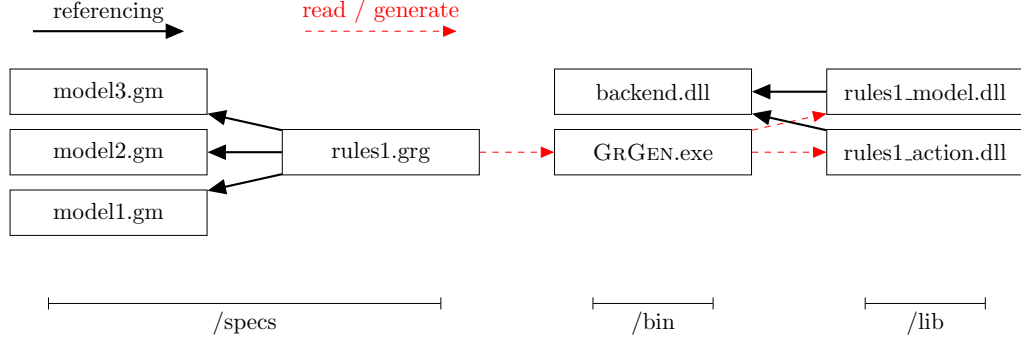 referencing
read / generate
model3.gm
backend.dll
rules1_model.dll
model2.gm
rules1.grg
GRGEN.exe
rules1_action.dll
model1.gm
/specs
/bin
/lib